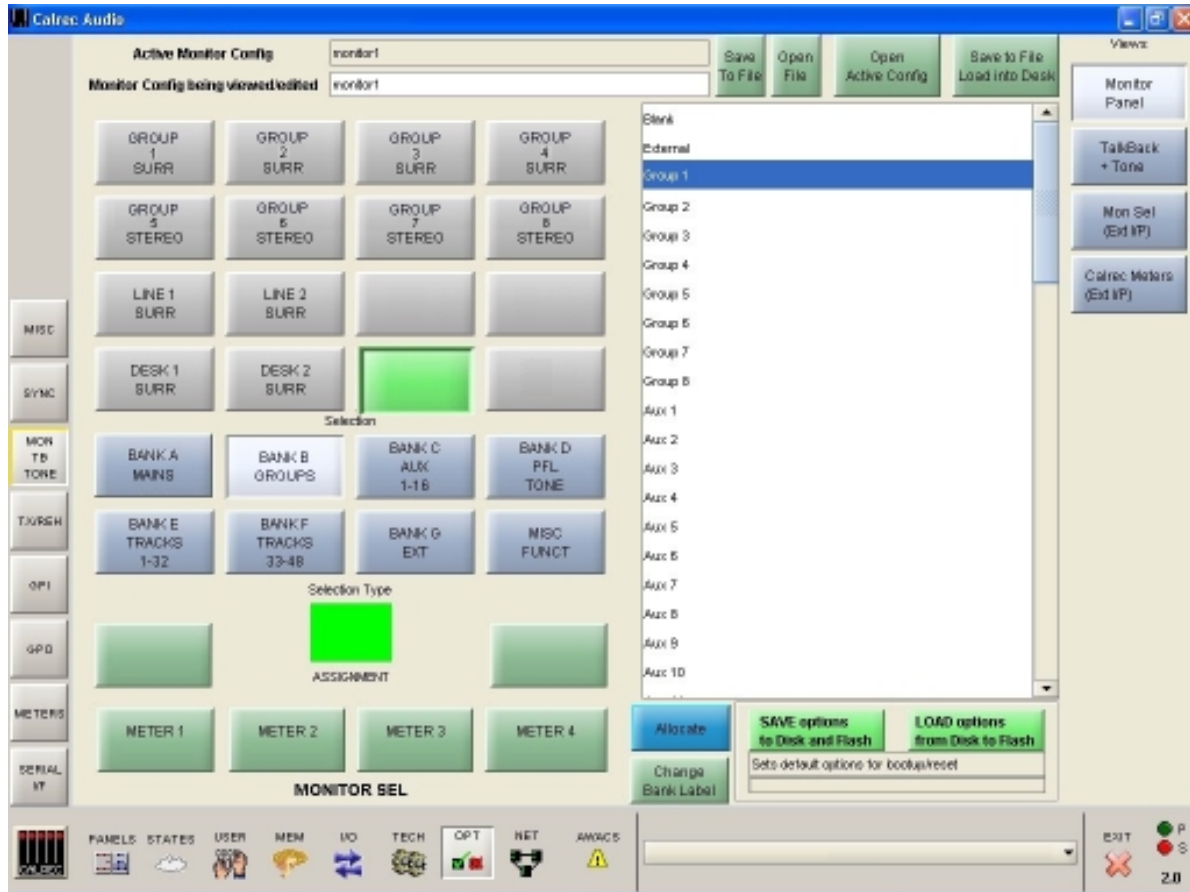 Calrec Audio
Active Monitor Config
monitor1
Save
To File
Open
File
Open
Active Config
Save to File
Load into Desk
Views:
Monitor Config being viewed/edited
monitor1
Monitor
Panel
TalkBack
+ Tone
Mon Sel
(Ext I/P)
Calrec Meters
(Ext I/P)
GROUP
1
SURR
GROUP
2
SURR
GROUP
3
SURR
GROUP
4
SURR
GROUP
5
STEREO
GROUP
6
STEREO
GROUP
7
STEREO
GROUP
8
STEREO
LINE 1
SURR
LINE 2
SURR
DESK 1
SURR
DESK 2
SURR
Selection
BANK A
MAINS
BANK B
GROUPS
BANK C
AUX
1-16
BANK D
PFL
TONE
BANK E
TRACKS
1-32
BANK F
TRACKS
33-48
BANK G
EXT
MISC
FUNCT
Selection Type
ASSIGNMENT
METER 1
METER 2
METER 3
METER 4
MONITOR SEL
Blank
External
Group 1
Group 2
Group 3
Group 4
Group 5
Group 6
Group 7
Group 8
Aux 1
Aux 2
Aux 3
Aux 4
Aux 5
Aux 6
Aux 7
Aux 8
Aux 9
Aux 10
Allocate
Change
Bank Label
SAVE options
to Disk and Flash
LOAD options
from Disk to Flash
Sets default options for bootup/reset
MISC
SYNC
MON
TB
TONE
TX/REH
GPI
GPO
METERS
SERIAL
I/F
CALREC
PANELS
STATES
USER
MEM
I/O
TECH
OPT
NET
AWACS
EXIT
P
S
2.0